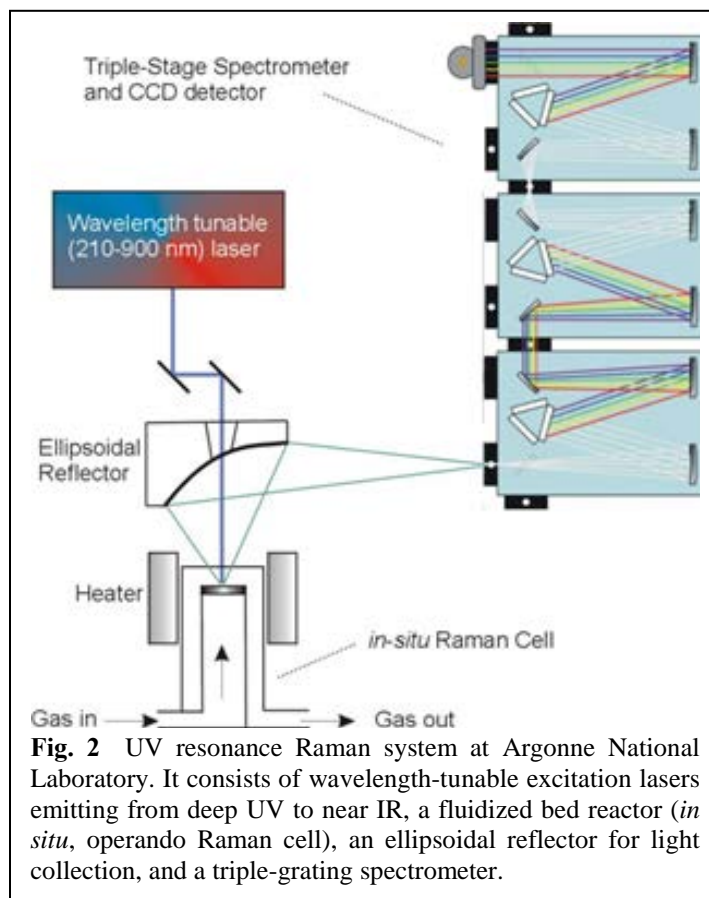 Triple-Stage Spectrometer
and CCD detector
Wavelength tunable
(210-900 nm) laser
Ellipsoidal
Reflector
Heater
in-situ Raman Cell
Gas in
Gas out
Fig. 2 UV resonance Raman system at Argonne National
Laboratory. It consists of wavelength-tunable excitation lasers
emitting from deep UV to near IR, a fluidized bed reactor (in
situ, operando Raman cell), an ellipsoidal reflector for light
collection, and a triple-grating spectrometer.